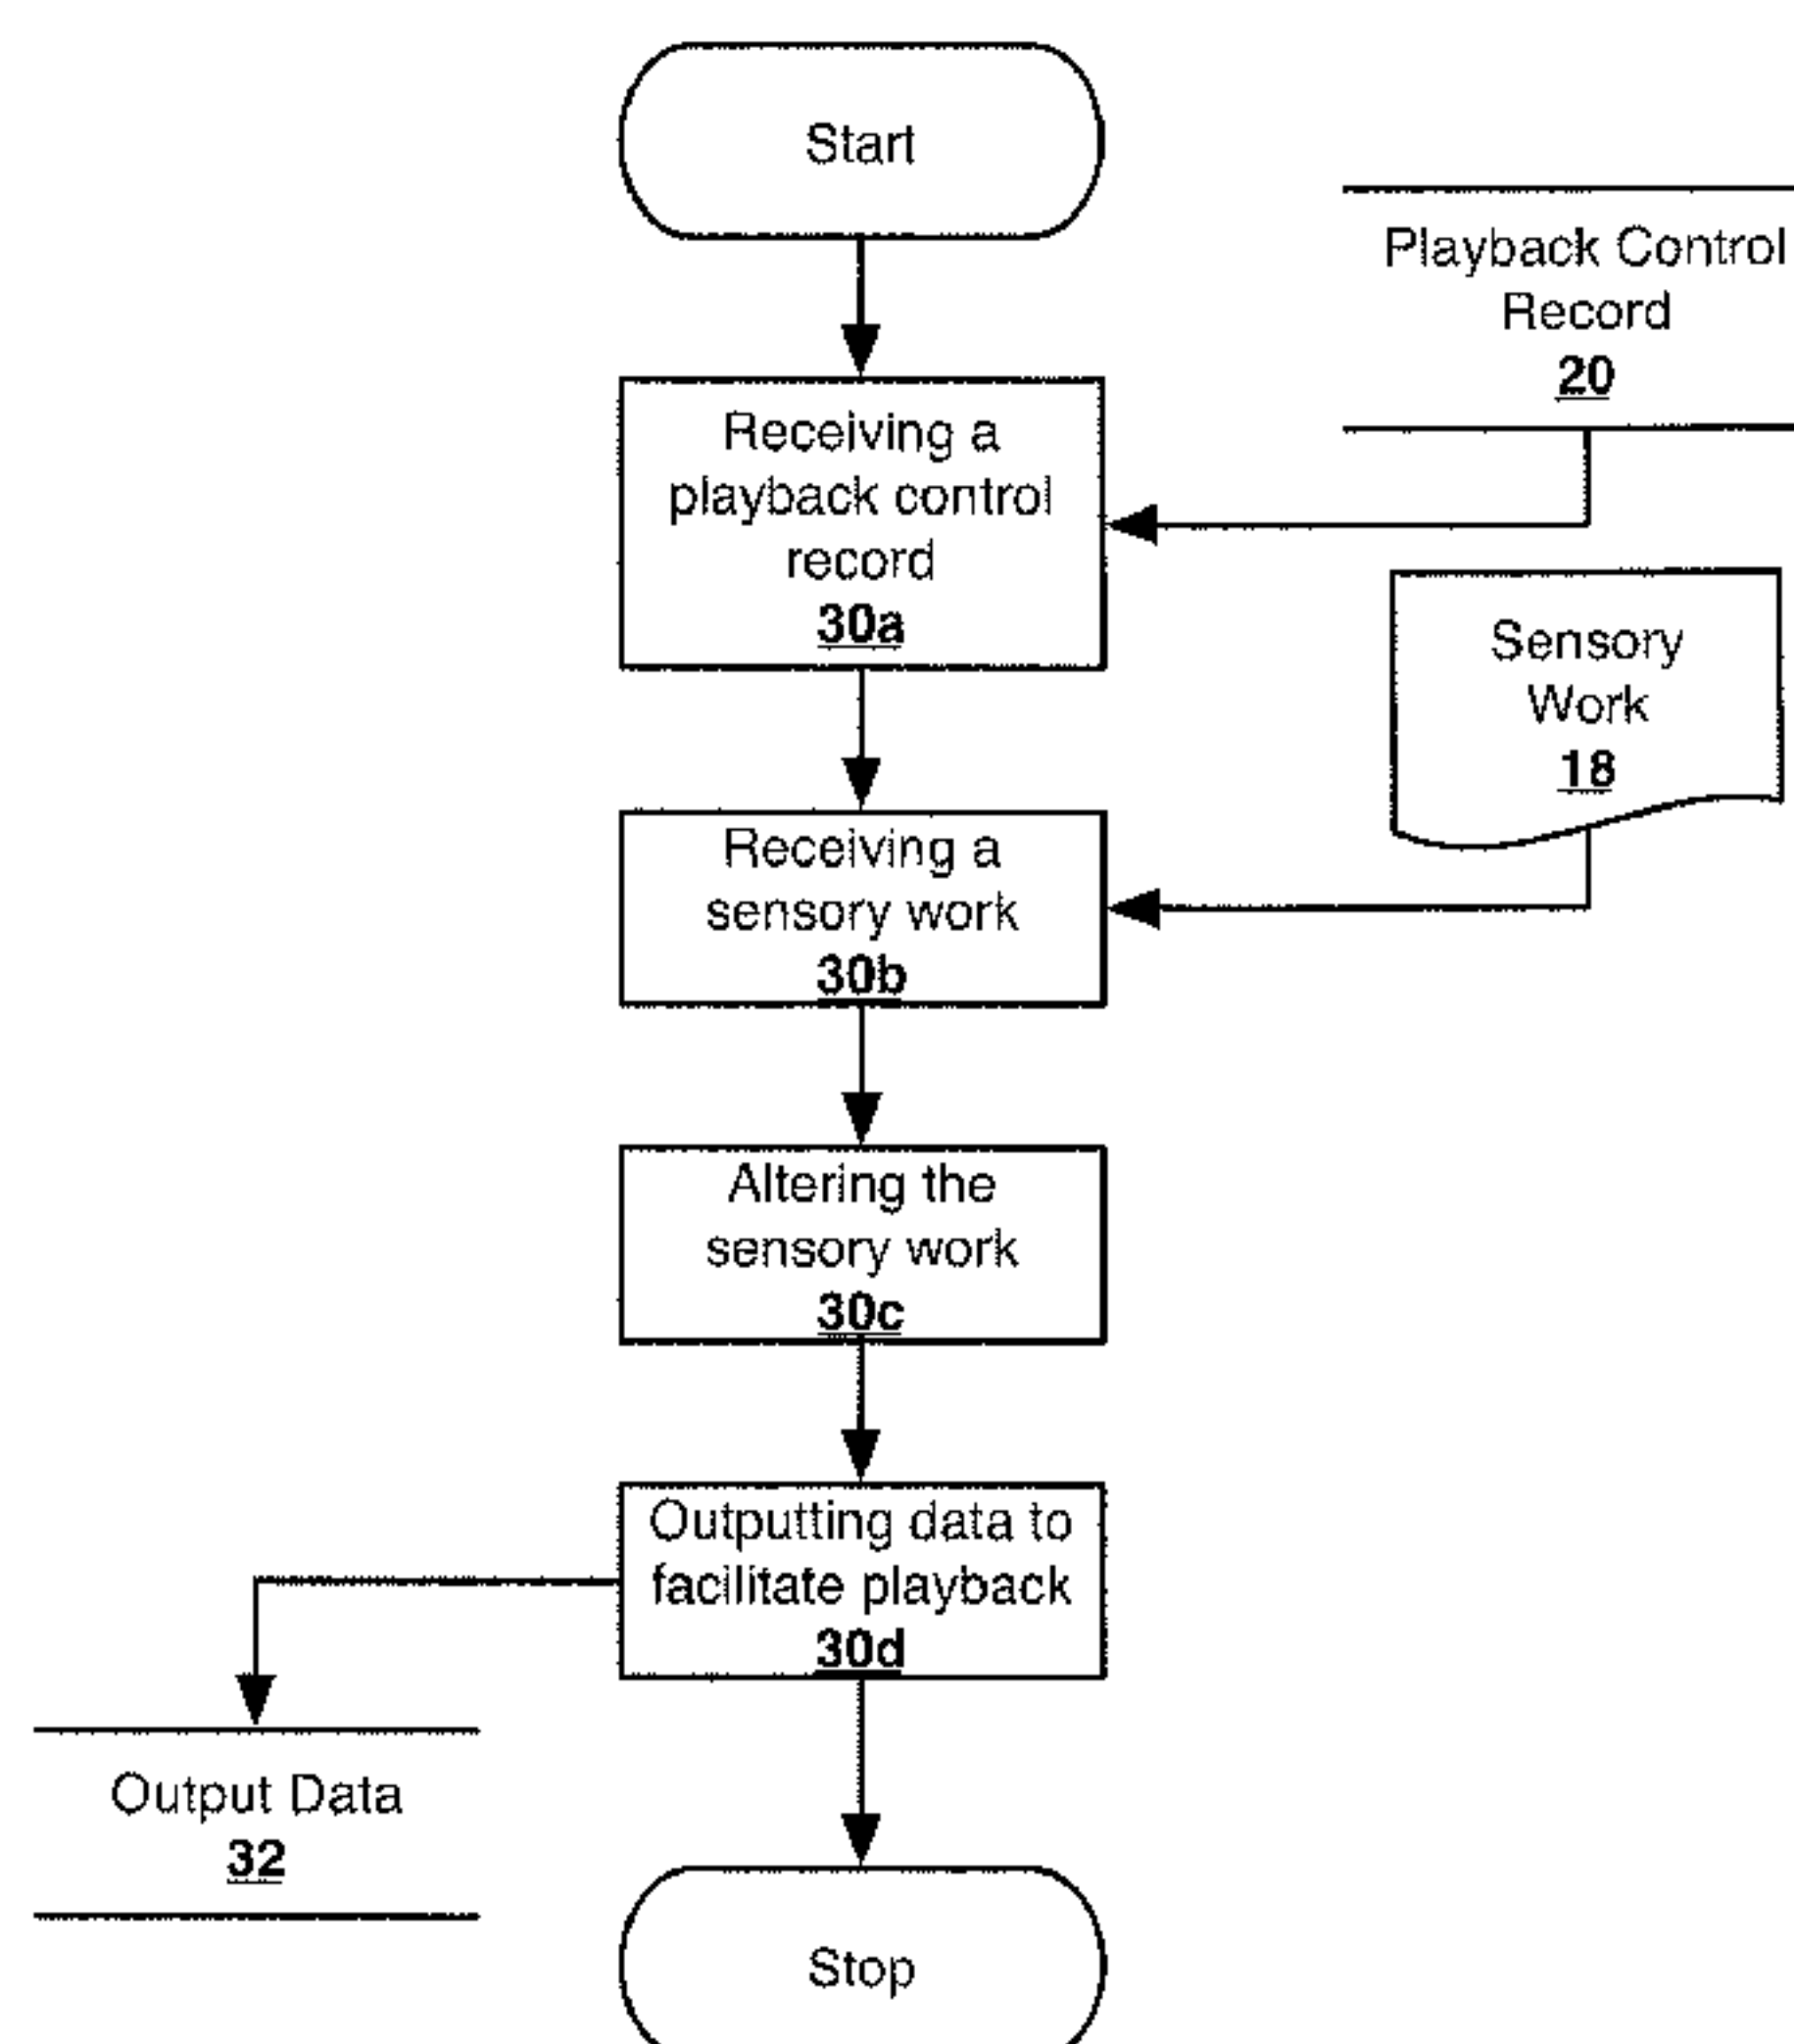 Start
Playback Control
Record
20
Receiving a
playback control
record
30a
Sensory
Work
18
Receiving a
sensory work
30b
Altering the
sensory work
30c
Outputting data to
facilitate playback
30d
Output Data
32
Stop